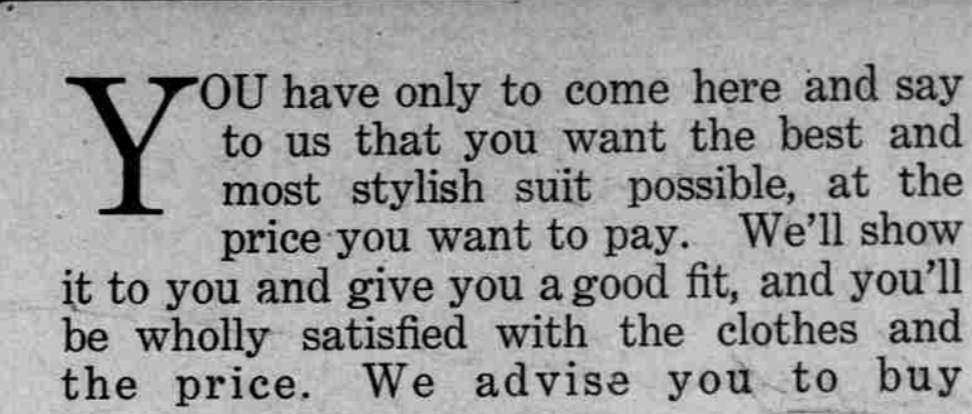 YOU have only to come here and say
to us that you want the best and
most stylish suit possible, at the
price you want to pay. We'll show
it to you and give you a good fit, and you'll
be wholly satisfied with the clothes and
the price. We advise you to buy